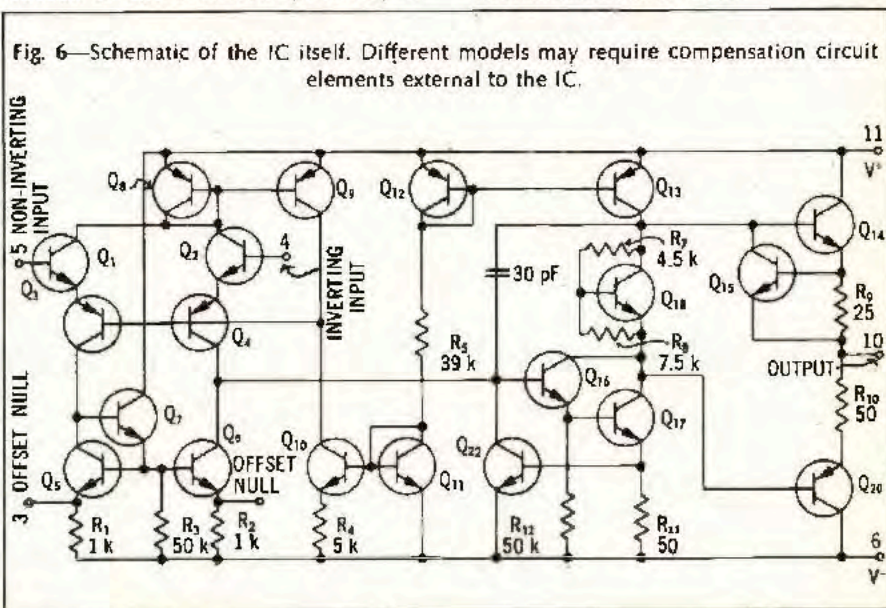 Fig. 6—Schematic of the IC itself. Different models may require compensation circuit
elements external to the IC.
5 NON-INVERTING
INPUT
11
V+
Q8
Q9
Q12
Q13
Q14
Q1
Q2
4
INVERTING
INPUT
30 pF
R7
4.5 k
Q18
Q15
R9
25
Q3
Q4
R5
39 k
R8
7.5 k
10
OUTPUT
Q16
R10
50
Q7
Q17
3 OFFSET NULL
Q5
Q6
OFFSET
NULL
Q10
Q11
Q22
Q20
R1
1 k
R3
50 k
R2
1 k
R4
5 k
R12
50 k
R11
50
6
V-